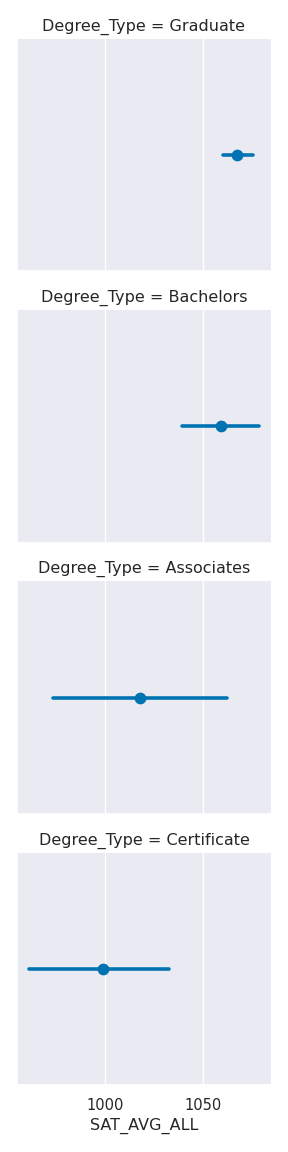 Degree_Type = Graduate
Degree_Type = Bachelors
Degree_Type = Associates
Degree_Type = Certificate
1000 1050
SAT_AVG_ALL